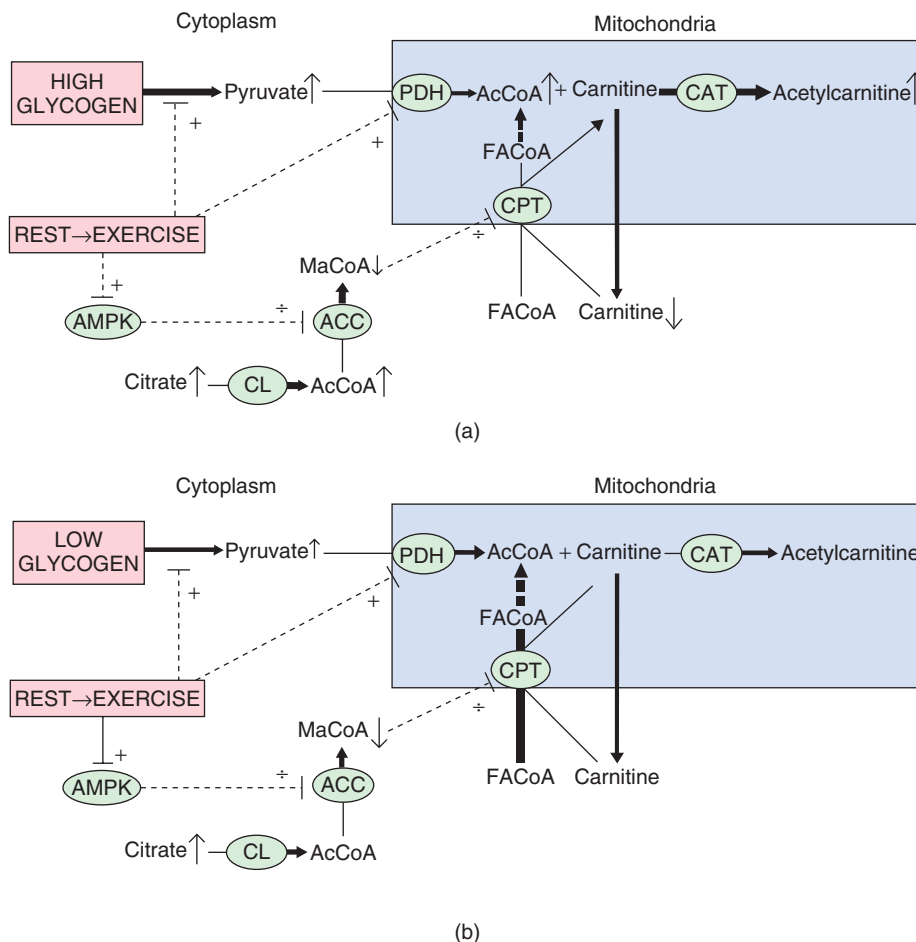 Cytoplasm
Mitochondria
HIGH
GLYCOGEN
Pyruvate↑
PDH
AcCoA↑ + Carnitine
CAT
Acetylcarnitine↑
+
+
FACoA
CPT
REST→EXERCISE
÷
+
MaCoA↓
AMPK
÷
ACC
FACoA
Carnitine↓
Citrate↑
CL
AcCoA↑
(a)
Cytoplasm
Mitochondria
LOW
GLYCOGEN
Pyruvate↑
PDH
AcCoA + Carnitine
CAT
Acetylcarnitine
+
+
FACoA
CPT
REST→EXERCISE
÷
+
MaCoA↓
AMPK
÷
ACC
FACoA
Carnitine
Citrate↑
CL
AcCoA
(b)